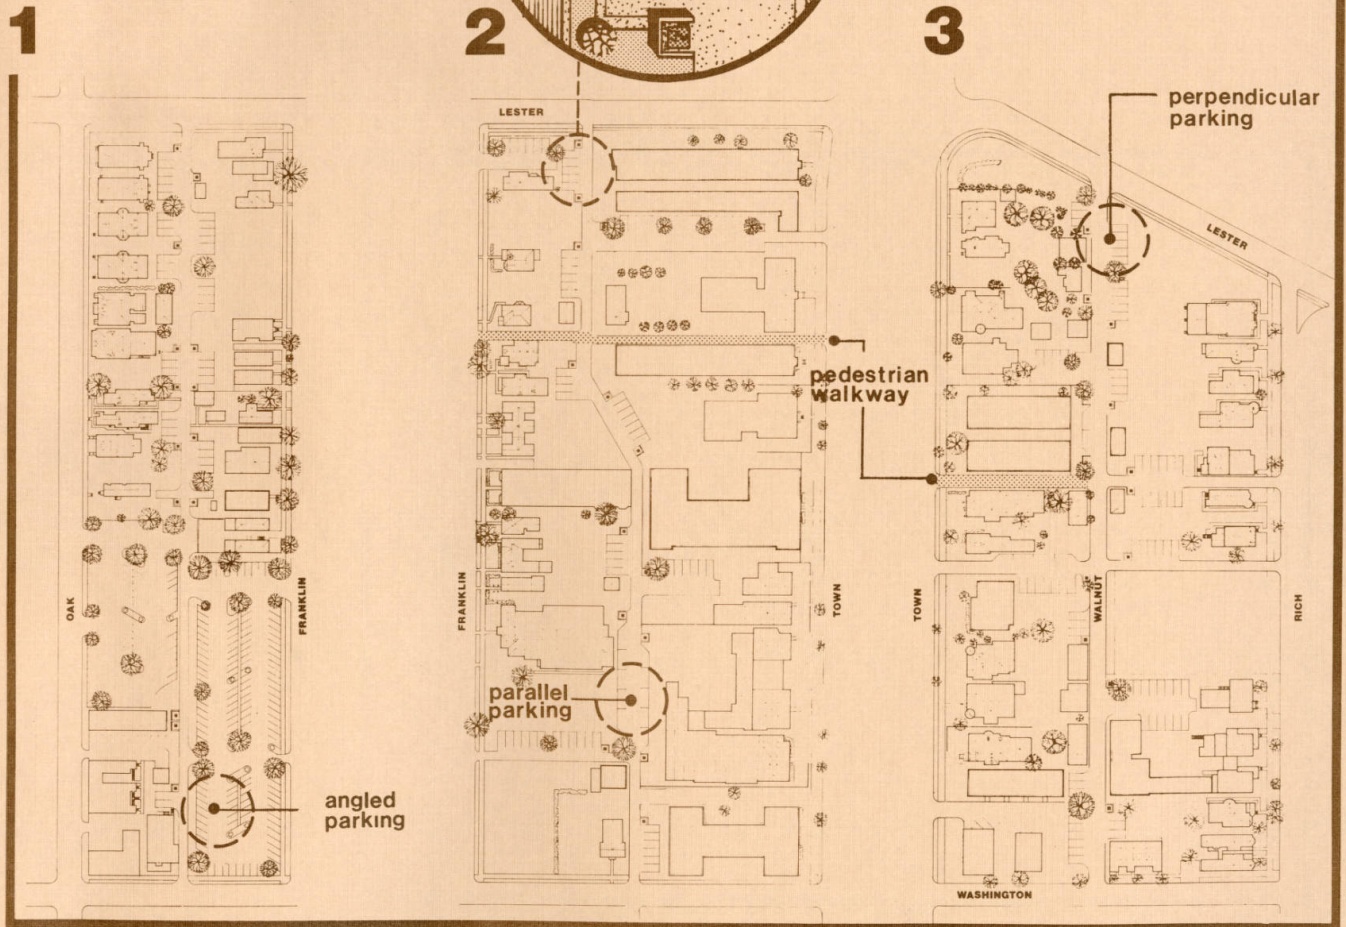 1
2
3
LESTER
perpendicular
parking
LESTER
pedestrian
walkway
OAK
FRANKLIN
FRANKLIN
TOWN
TOWN
WALNUT
RICH
parallel
parking
angled
parking
WASHINGTON